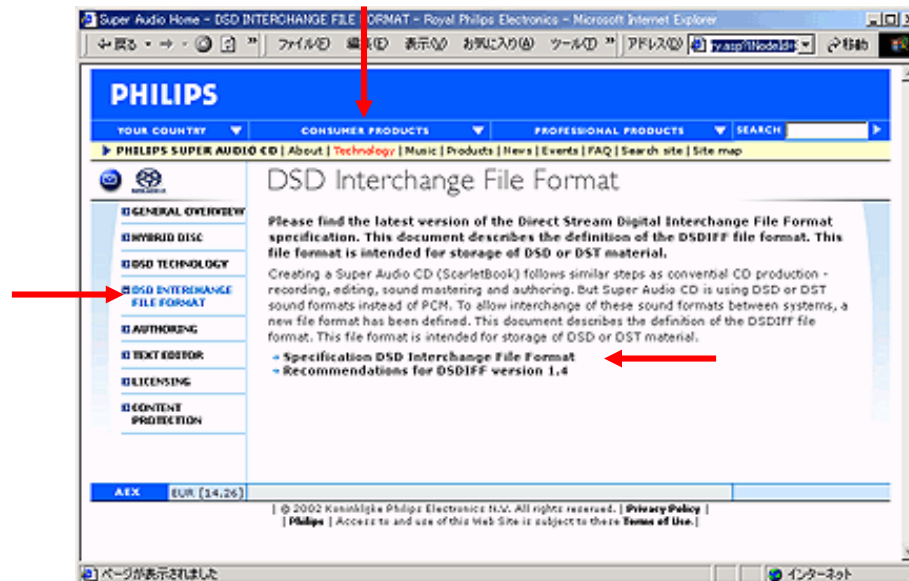 Super Audio Home - DSD INTERCHANGE FILE FORMAT - Royal Philips Electronics - Microsoft Internet Explorer
戻る ファイル(F) 編集(E) 表示(V) お気に入り(A) ツール(T) アドレス(D) 移動
PHILIPS
YOUR COUNTRY CONSUMER PRODUCTS PROFESSIONAL PRODUCTS SEARCH
PHILIPS SUPER AUDIO CD | About | Technology | Music | Products | News | Events | FAQ | Search site | Site map
DSD Interchange File Format
GENERAL OVERVIEW
HYBRID DISC
DSD TECHNOLOGY
DSD INTERCHANGE
FILE FORMAT
AUTHORING
TEXT EDITOR
LICENSING
CONTENT
PROTECTION
Please find the latest version of the Direct Stream Digital Interchange File Format
specification. This document describes the definition of the DSDIFF file format. This
file format is intended for storage of DSD or DST material.
Creating a Super Audio CD (ScarletBook) follows similar steps as convential CD production -
recording, editing, sound mastering and authoring. But Super Audio CD is using DSD or DST
sound formats instead of PCM. To allow interchange of these sound formats between systems, a
new file format has been defined. This document describes the definition of the DSDIFF file
format. This file format is intended for storage of DSD or DST material.
Specification DSD Interchange File Format
Recommendations for DSDIFF version 1.4
AEX EUR [14.26]
| © 2002 Koninklijke Philips Electronics N.V. All rights reserved. | Privacy Policy |
| Philips | Access to and use of this Web Site is subject to these Terms of Use. |
ページが表示されました インターネット